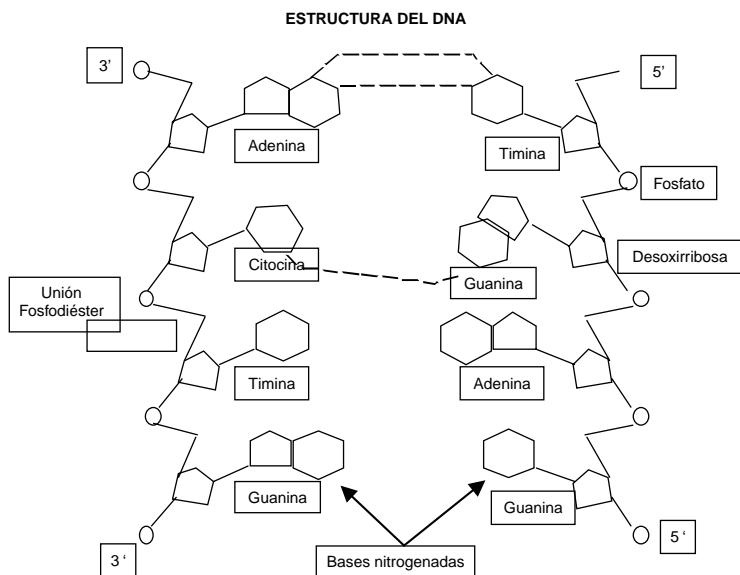 ESTRUCTURA DEL DNA
3’
5’
Adenina
Timina
Fosfato
Citocina
Guanina
Desoxirribosa
Unión
Fosfodiéster
Timina
Adenina
Guanina
Guanina
3‘
Bases nitrogenadas
5‘